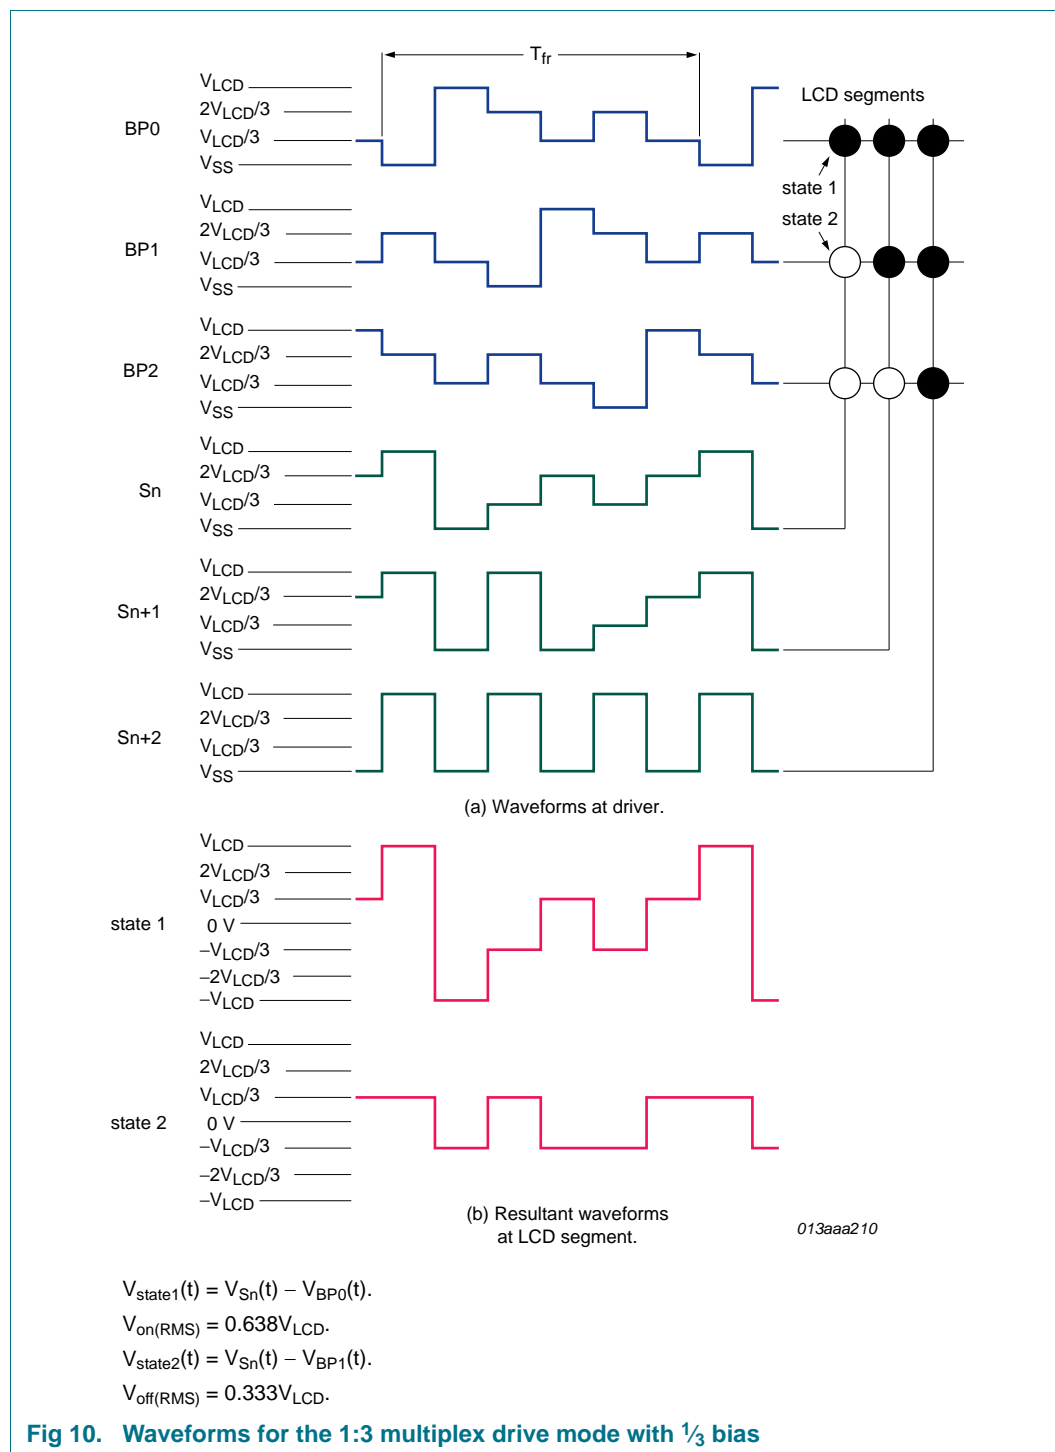 Tfr
LCD segments
BP0
VLCD
2VLCD/3
VLCD/3
VSS
state 1
state 2
BP1
VLCD
2VLCD/3
VLCD/3
VSS
BP2
VLCD
2VLCD/3
VLCD/3
VSS
Sn
VLCD
2VLCD/3
VLCD/3
VSS
Sn+1
VLCD
2VLCD/3
VLCD/3
VSS
Sn+2
VLCD
2VLCD/3
VLCD/3
VSS
(a) Waveforms at driver.
state 1
VLCD
2VLCD/3
VLCD/3
0 V
−VLCD/3
−2VLCD/3
−VLCD
state 2
VLCD
2VLCD/3
VLCD/3
0 V
−VLCD/3
−2VLCD/3
−VLCD
(b) Resultant waveforms
at LCD segment.
013aaa210
Vstate1(t) = VSn(t) − VBP0(t).
Von(RMS) = 0.638VLCD.
Vstate2(t) = VSn(t) − VBP1(t).
Voff(RMS) = 0.333VLCD.
Fig 10. Waveforms for the 1:3 multiplex drive mode with 1⁄3 bias